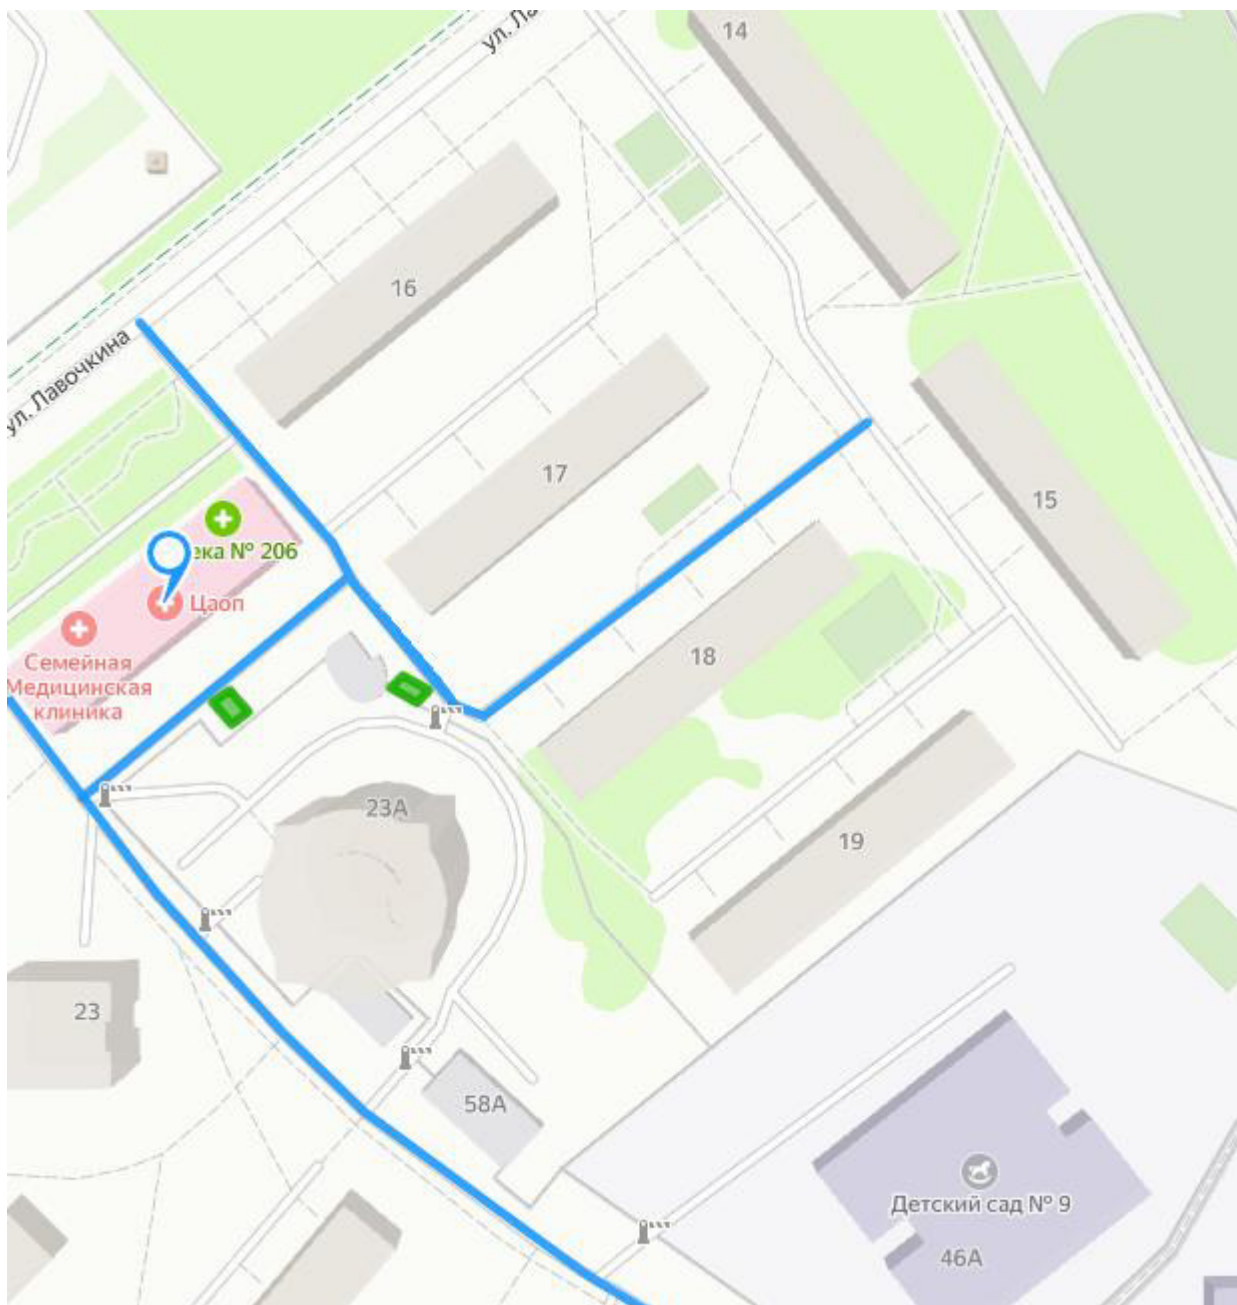 14
ул. Ла
16
ул. Лавочкина
17
15
ека № 206
Цаоп
Семейная
Медицинская
клиника
18
23А
19
23
58А
Детский сад № 9
46А